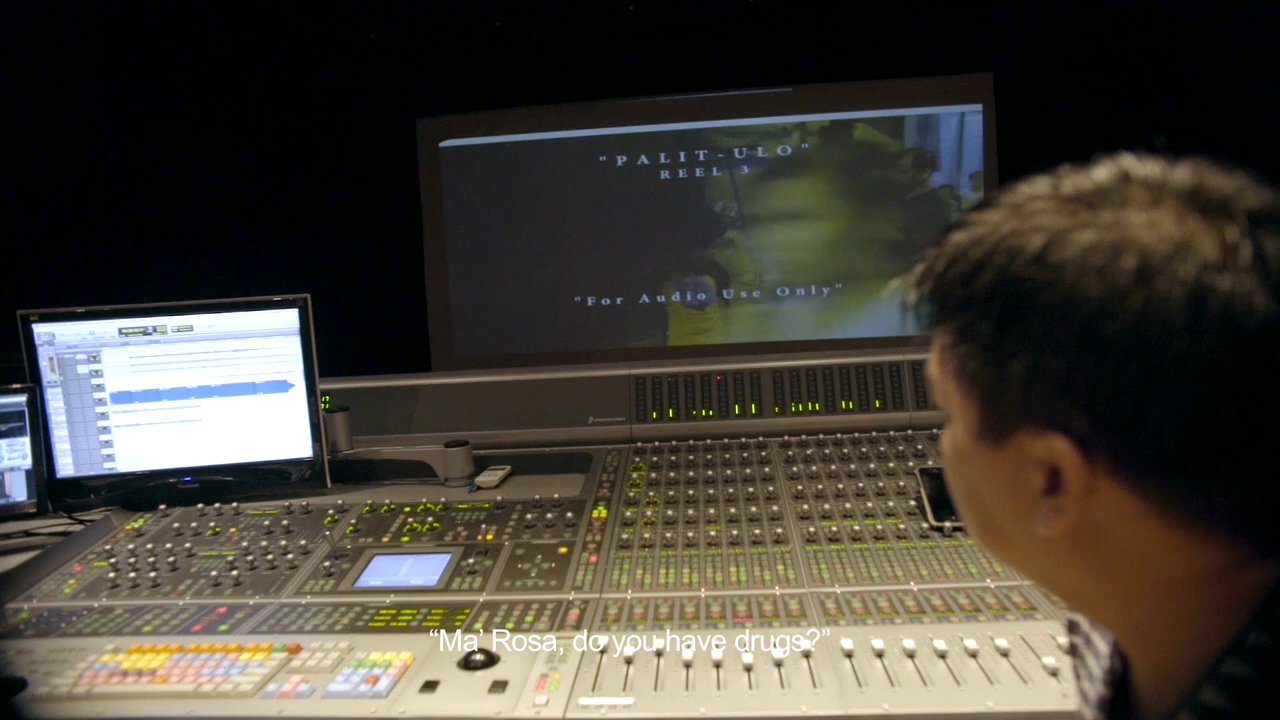 "PALIT-ULO"
REEL 3
"For Audio Use Only"
“Ma’ Rosa, do you have drugs?”